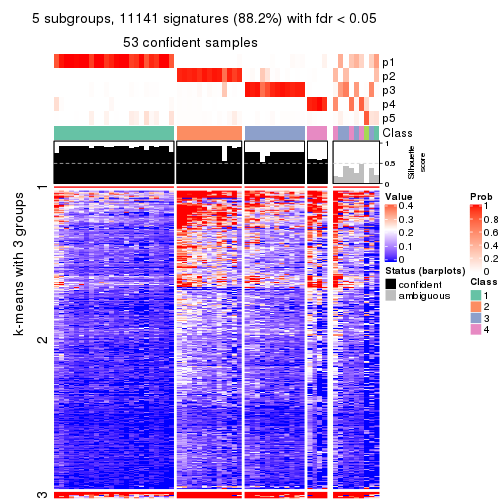 5 subgroups, 11141 signatures (88.2%) with fdr < 0.05
53 confident samples
p1
p2
p3
p4
p5
Class
1
0.5
0
Silhouette
score
k-means with 3 groups
1
2
3
Value
0.4
0.3
0.2
0.1
0
Status (barplots)
confident
ambiguous
Prob
1
0.8
0.6
0.4
0.2
0
Class
1
2
3
4